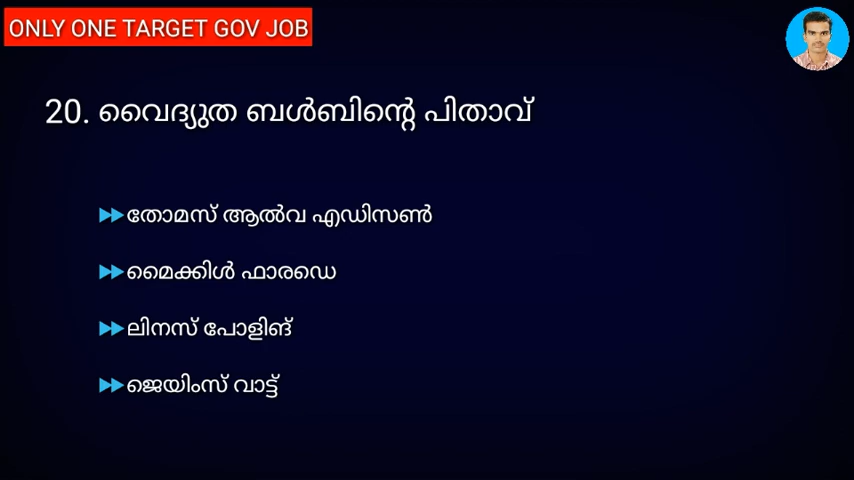 ONLY ONE TARGET GOV JOB
20. വൈദ്യുത ബൾബിന്റെ പിതാവ്
തോമസ് ആൽവ എഡിസൺ
മൈക്കിൾ ഫാരഡെ
ലിനസ് പോളിങ്
ജെയിംസ് വാട്ട്